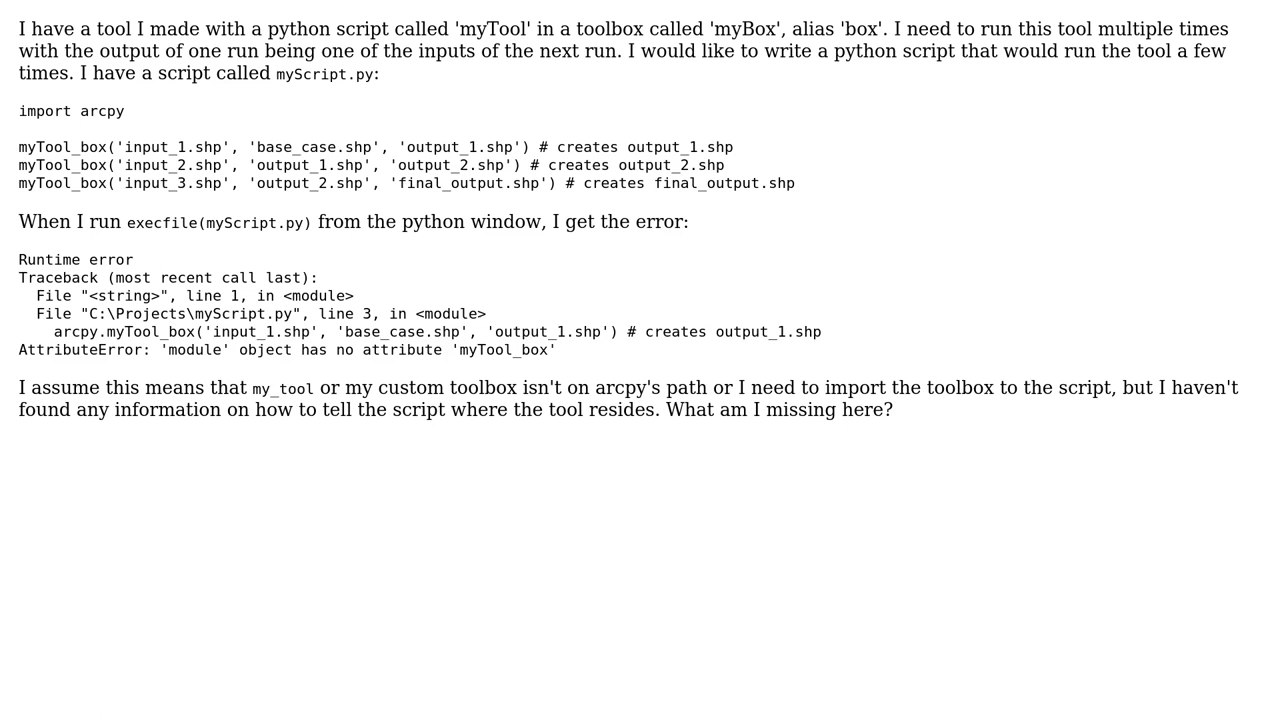 I have a tool I made with a python script called 'myTool' in a toolbox called 'myBox', alias 'box'. I need to run this tool multiple times
with the output of one run being one of the inputs of the next run. I would like to write a python script that would run the tool a few
times. I have a script called myScript.py:
import arcpy
myTool_box('input_1.shp', 'base_case.shp', 'output_1.shp') # creates output_1.shp
myTool_box('input_2.shp', 'output_1.shp', 'output_2.shp') # creates output_2.shp
myTool_box('input_3.shp', 'output_2.shp', 'final_output.shp') # creates final_output.shp
When I run execfile(myScript.py) from the python window, I get the error:
Runtime error
Traceback (most recent call last):
  File "<string>", line 1, in <module>
  File "C:\Projects\myScript.py", line 3, in <module>
    arcpy.myTool_box('input_1.shp', 'base_case.shp', 'output_1.shp') # creates output_1.shp
AttributeError: 'module' object has no attribute 'myTool_box'
I assume this means that my_tool or my custom toolbox isn't on arcpy's path or I need to import the toolbox to the script, but I haven't
found any information on how to tell the script where the tool resides. What am I missing here?